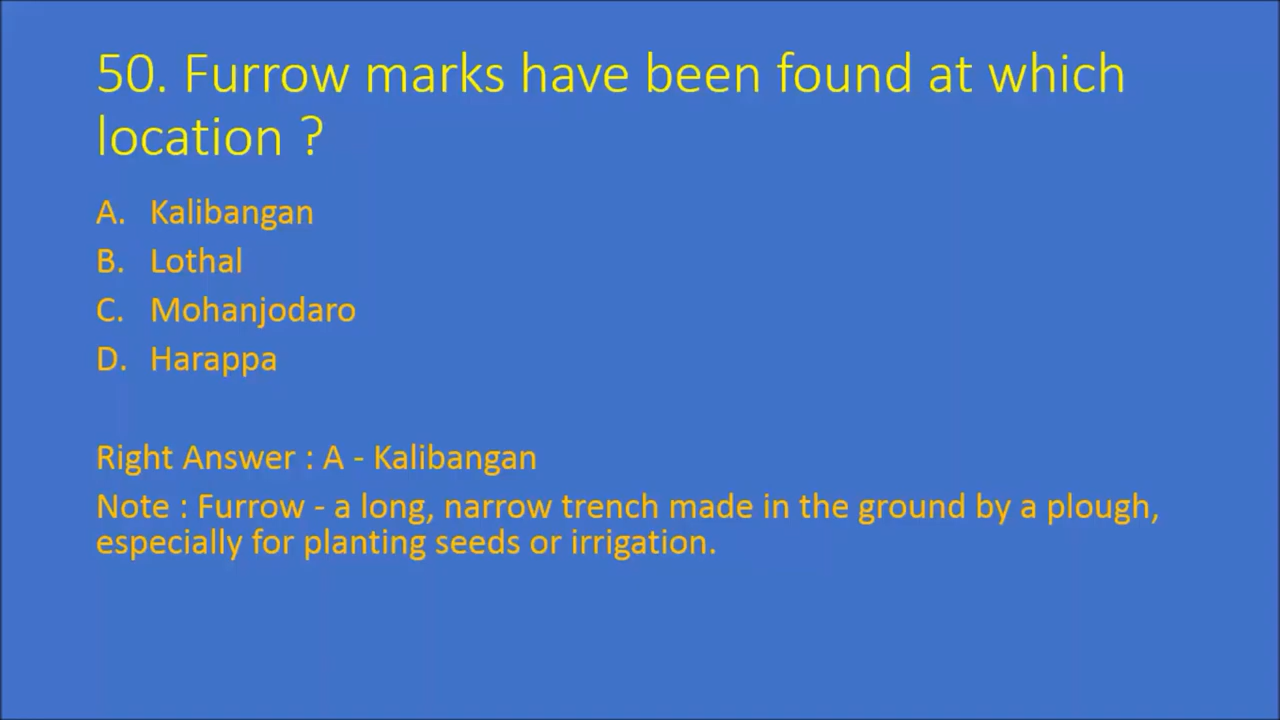 50. Furrow marks have been found at which
location ?
A. Kalibangan
B. Lothal
C. Mohanjodaro
D. Harappa
Right Answer : A - Kalibangan
Note : Furrow - a long, narrow trench made in the ground by a plough,
especially for planting seeds or irrigation.